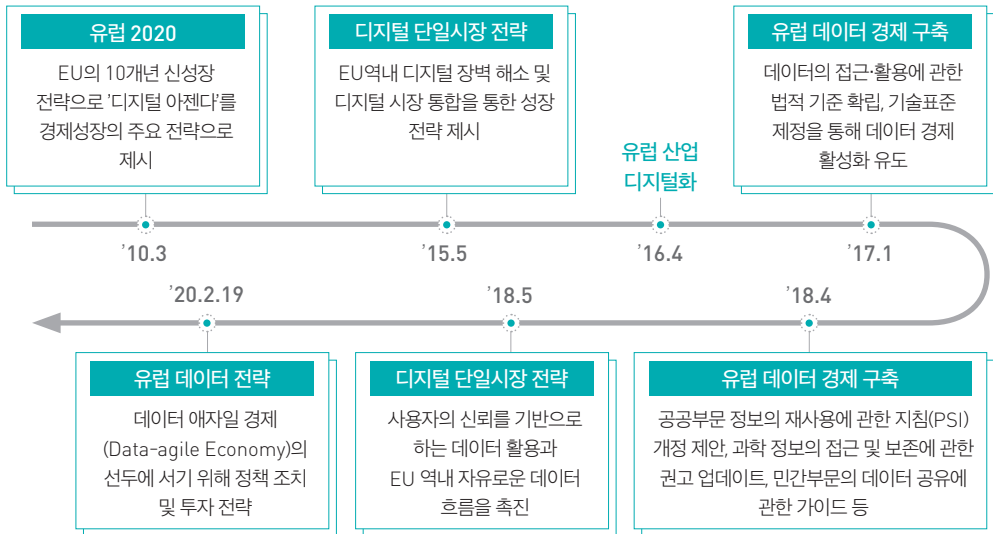 유럽 2020
EU의 10개년 신성장
전략으로 '디지털 아젠다'를
경제성장의 주요 전략으로
제시
디지털 단일시장 전략
EU역내 디지털 장벽 해소 및
디지털 시장 통합을 통한 성장
전략 제시
유럽 산업
디지털화
유럽 데이터 경제 구축
데이터의 접근·활용에 관한
법적 기준 확립, 기술표준
제정을 통해 데이터 경제
활성화 유도
'10.3
'15.5
'16.4
'17.1
'20.2.19
'18.5
'18.4
유럽 데이터 전략
데이터 애자일 경제
(Data-agile Economy)의
선두에 서기 위해 정책 조치
및 투자 전략
디지털 단일시장 전략
사용자의 신뢰를 기반으로
하는 데이터 활용과
EU 역내 자유로운 데이터
흐름을 촉진
유럽 데이터 경제 구축
공공부문 정보의 재사용에 관한 지침(PSI)
개정 제안, 과학 정보의 접근 및 보존에 관한
권고 업데이트, 민간부문의 데이터 공유에
관한 가이드 등